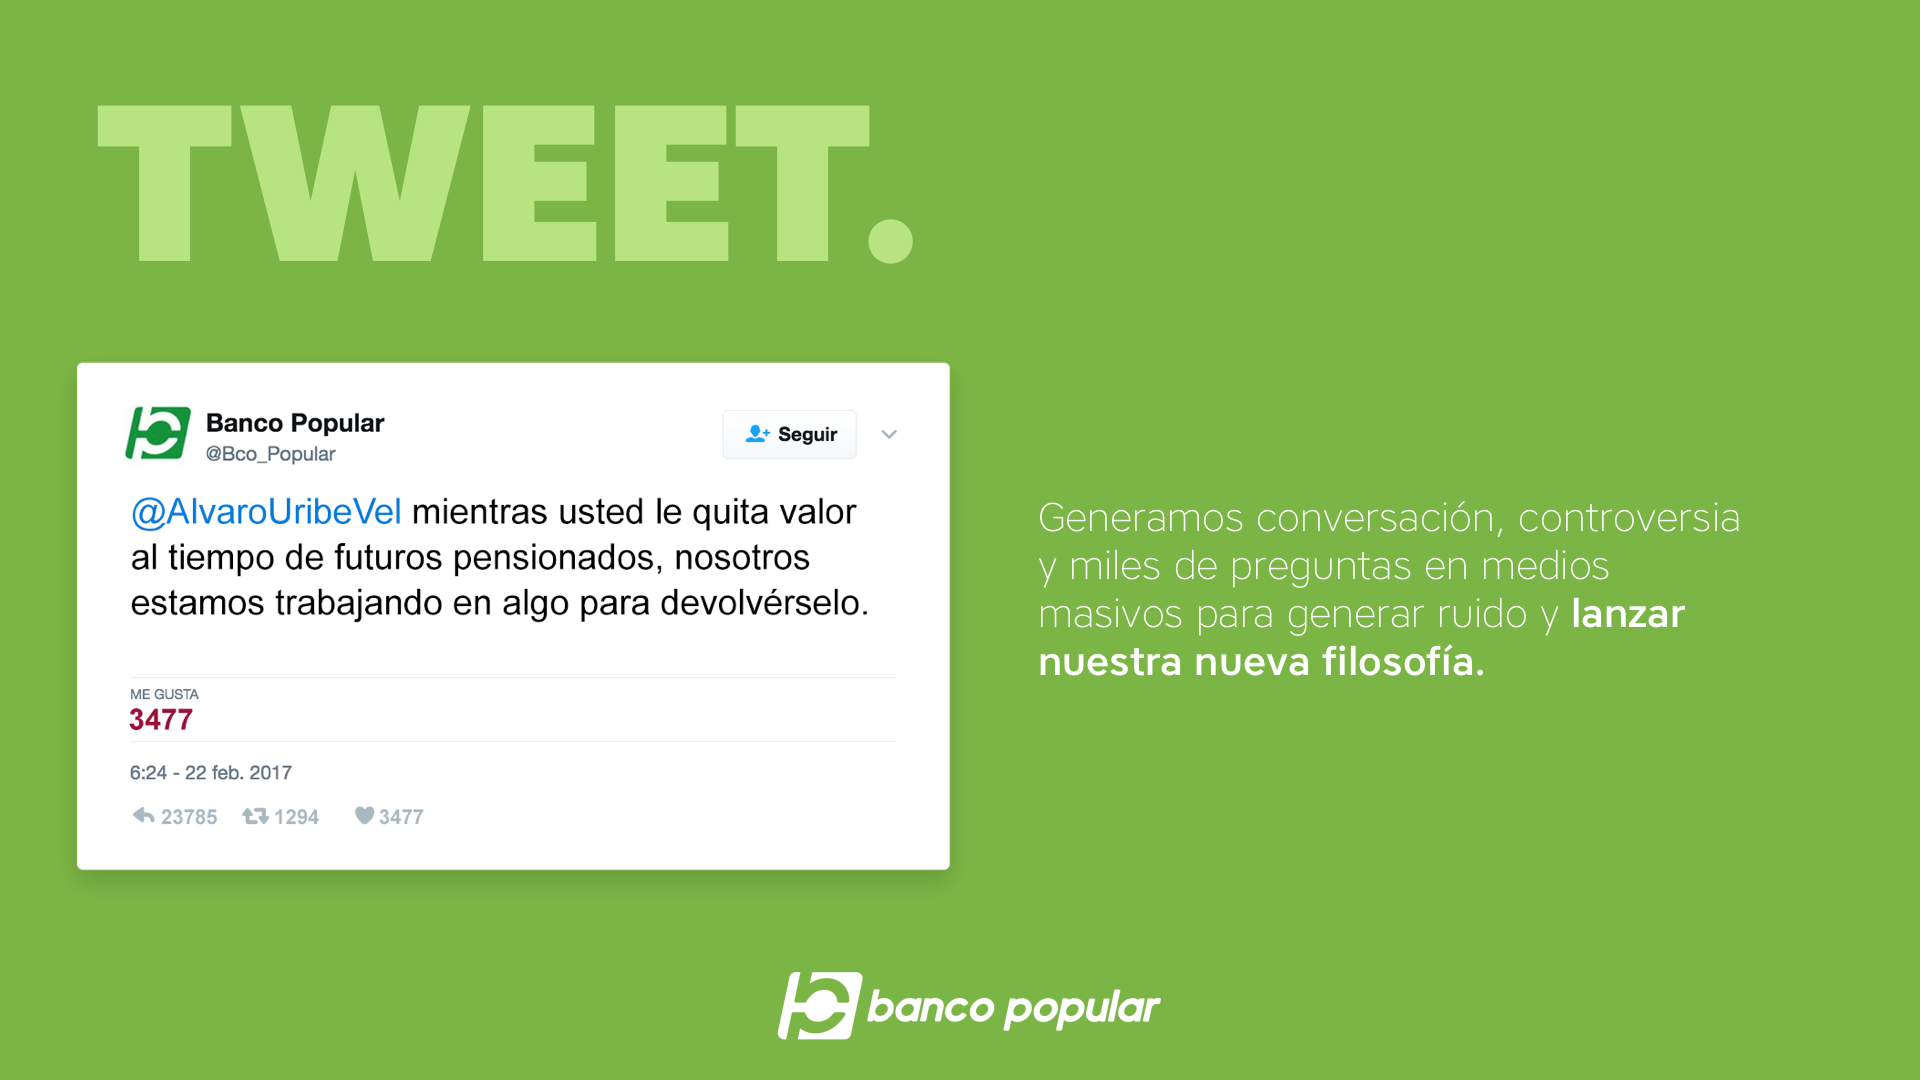 TWEET.
Banco Popular
@Bco_Popular
Seguir
@AlvaroUribeVel mientras usted le quita valor
al tiempo de futuros pensionados, nosotros
estamos trabajando en algo para devolvérselo.
ME GUSTA
3477
6:24 - 22 feb. 2017
23785 1294 3477
Generamos conversación, controversia
y miles de preguntas en medios
masivos para generar ruido y lanzar
nuestra nueva filosofía.
banco popular